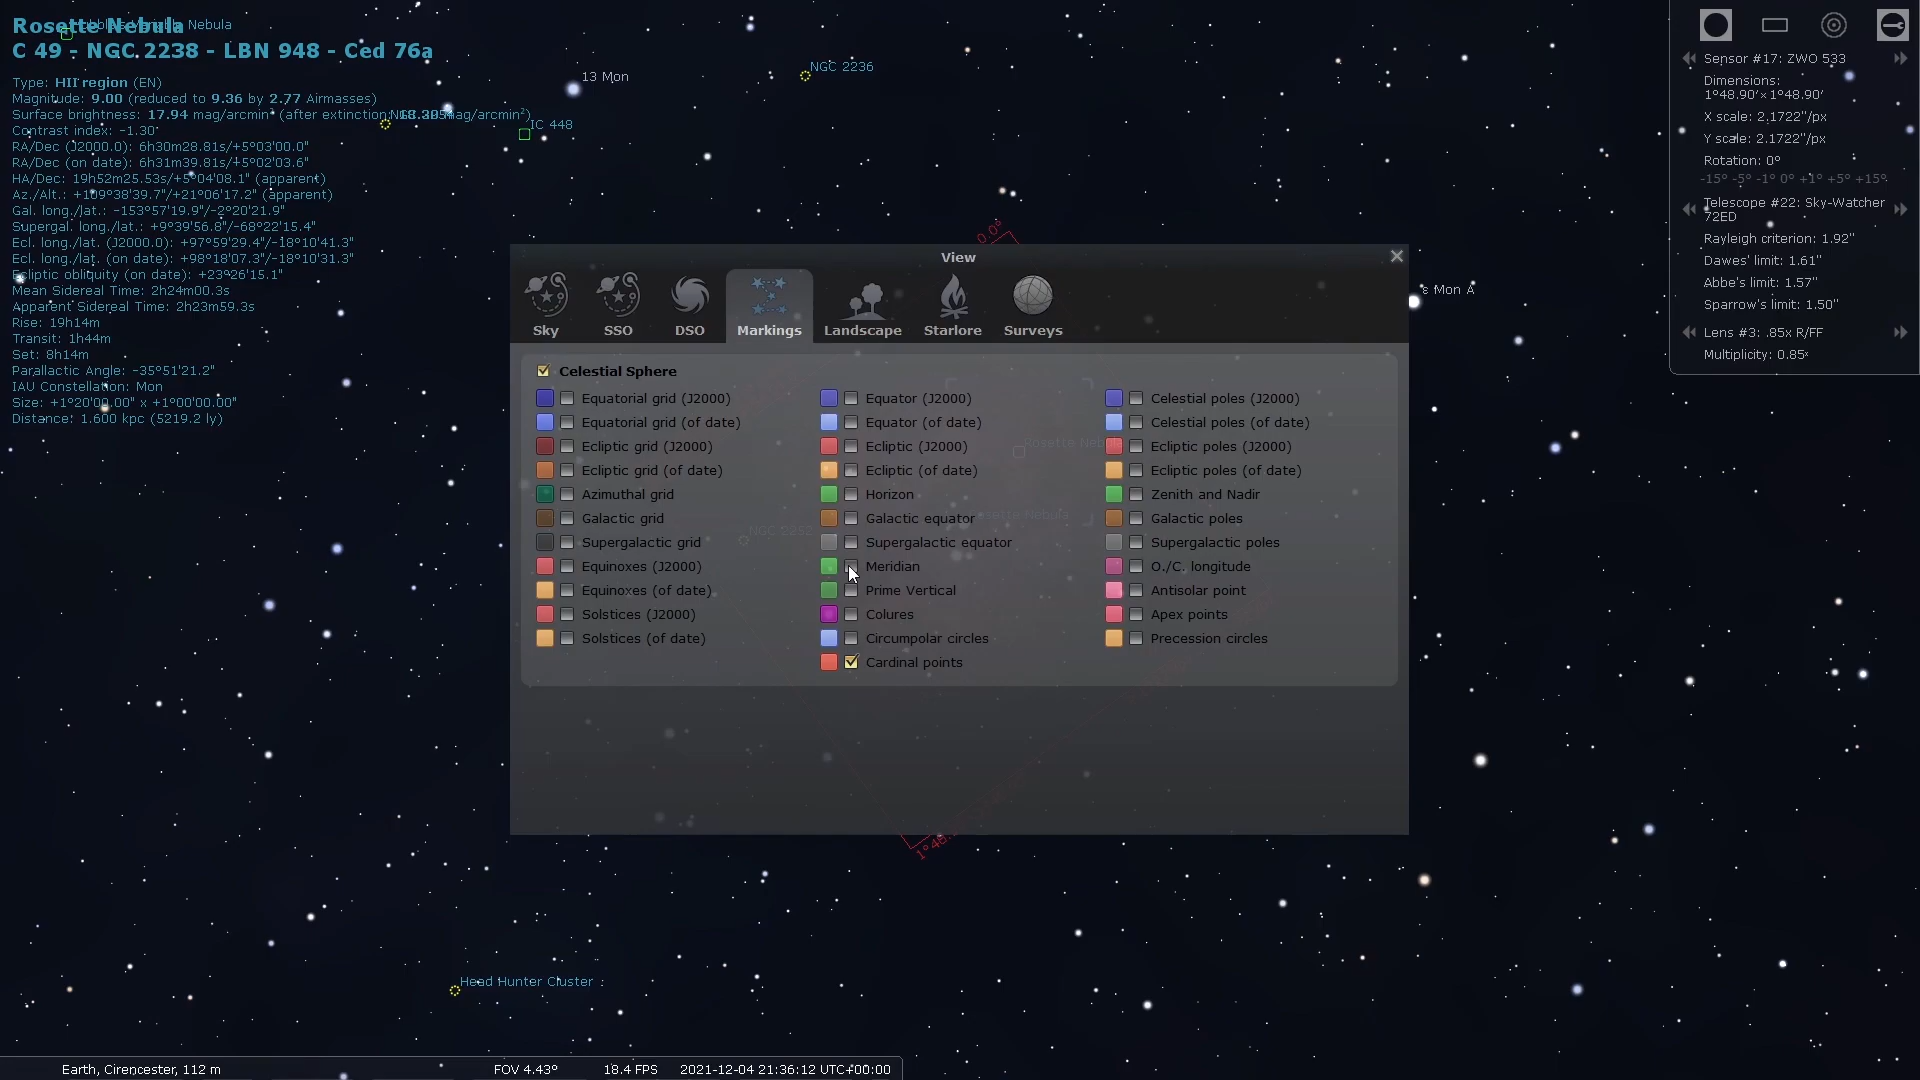 Rosette Nebula
C 49 - NGC 2238 - LBN 948 - Ced 76a
Type: HII region (EN)
Magnitude: 9.00 (reduced to 9.36 by 2.77 Airmasses)
Surface brightness: 17.94 mag/arcmin² (after extinction: mag/arcmin²)
Contrast index: -1.30
RA/Dec (J2000.0): 6h30m28.81s/+5°03'00.0"
RA/Dec (on date): 6h31m39.81s/+5°02'03.6"
HA/Dec: 19h52m25.53s/+5°04'08.1" (apparent)
Az./Alt.: +109°38'39.7"/+21°06'17.2" (apparent)
Gal. long./lat.: -153°57'19.9"/-2°20'21.9"
Supergal. long./lat.: +9°39'56.8"/-68°22'15.4"
Ecl. long./lat. (J2000.0): +97°59'29.4"/-18°10'41.3"
Ecl. long./lat. (on date): +98°18'07.3"/-18°10'31.3"
Ecliptic obliquity (on date): +23°26'15.1"
Mean Sidereal Time: 2h24m00.3s
Apparent Sidereal Time: 2h23m59.3s
Rise: 19h14m
Transit: 1h44m
Set: 8h14m
Parallactic Angle: -35°51'21.2"
IAU Constellation: Mon
Size: +1°20'00.00" x +1°00'00.00"
Distance: 1.600 kpc (5219.2 ly)
Nebula
13 Mon
NGC 2236
IC 448
0.0°
ε Mon A
View
Sky
SSO
DSO
Markings
Landscape
Starlore
Surveys
Celestial Sphere
Equatorial grid (J2000)
Equatorial grid (of date)
Ecliptic grid (J2000)
Ecliptic grid (of date)
Azimuthal grid
Galactic grid
Supergalactic grid
Equinoxes (J2000)
Equinoxes (of date)
Solstices (J2000)
Solstices (of date)
Equator (J2000)
Equator (of date)
Ecliptic (J2000)
Ecliptic (of date)
Horizon
Galactic equator
Supergalactic equator
Meridian
Prime Vertical
Colures
Circumpolar circles
Cardinal points
Celestial poles (J2000)
Celestial poles (of date)
Ecliptic poles (J2000)
Ecliptic poles (of date)
Zenith and Nadir
Galactic poles
Supergalactic poles
O./C. longitude
Antisolar point
Apex points
Precession circles
Rosette Nebula
Rosette Nebula
NGC 2252
Head Hunter Cluster
Sensor #17: ZWO 533
Dimensions:
1°48.90'×1°48.90'
X scale: 2.1722"/px
Y scale: 2.1722"/px
Rotation: 0°
-15° -5° -1° 0° +1° +5° +15°
Telescope #22: Sky-Watcher
72ED
Rayleigh criterion: 1.92"
Dawes' limit: 1.61"
Abbe's limit: 1.57"
Sparrow's limit: 1.50"
Lens #3: .85x R/FF
Multiplicity: 0.85×
Earth, Cirencester, 112 m
FOV 4.43°
18.4 FPS
2021-12-04 21:36:12 UTC+00:00